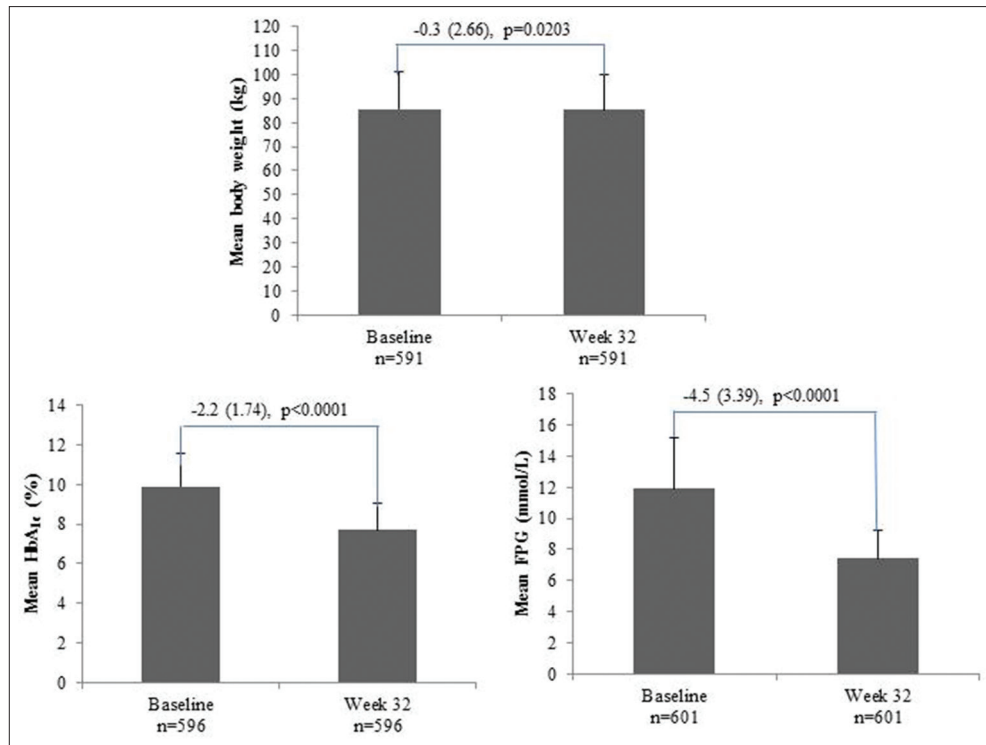 -0.3 (2.66), p=0.0203
Mean body weight (kg)
120
110
100
90
80
70
60
50
40
30
20
10
0
Baseline
n=591
Week 32
n=591
-2.2 (1.74), p<0.0001
Mean HbA1c (%)
14
12
10
8
6
4
2
0
Baseline
n=596
Week 32
n=596
-4.5 (3.39), p<0.0001
Mean FPG (mmol/L)
18
16
14
12
10
8
6
4
2
0
Baseline
n=601
Week 32
n=601